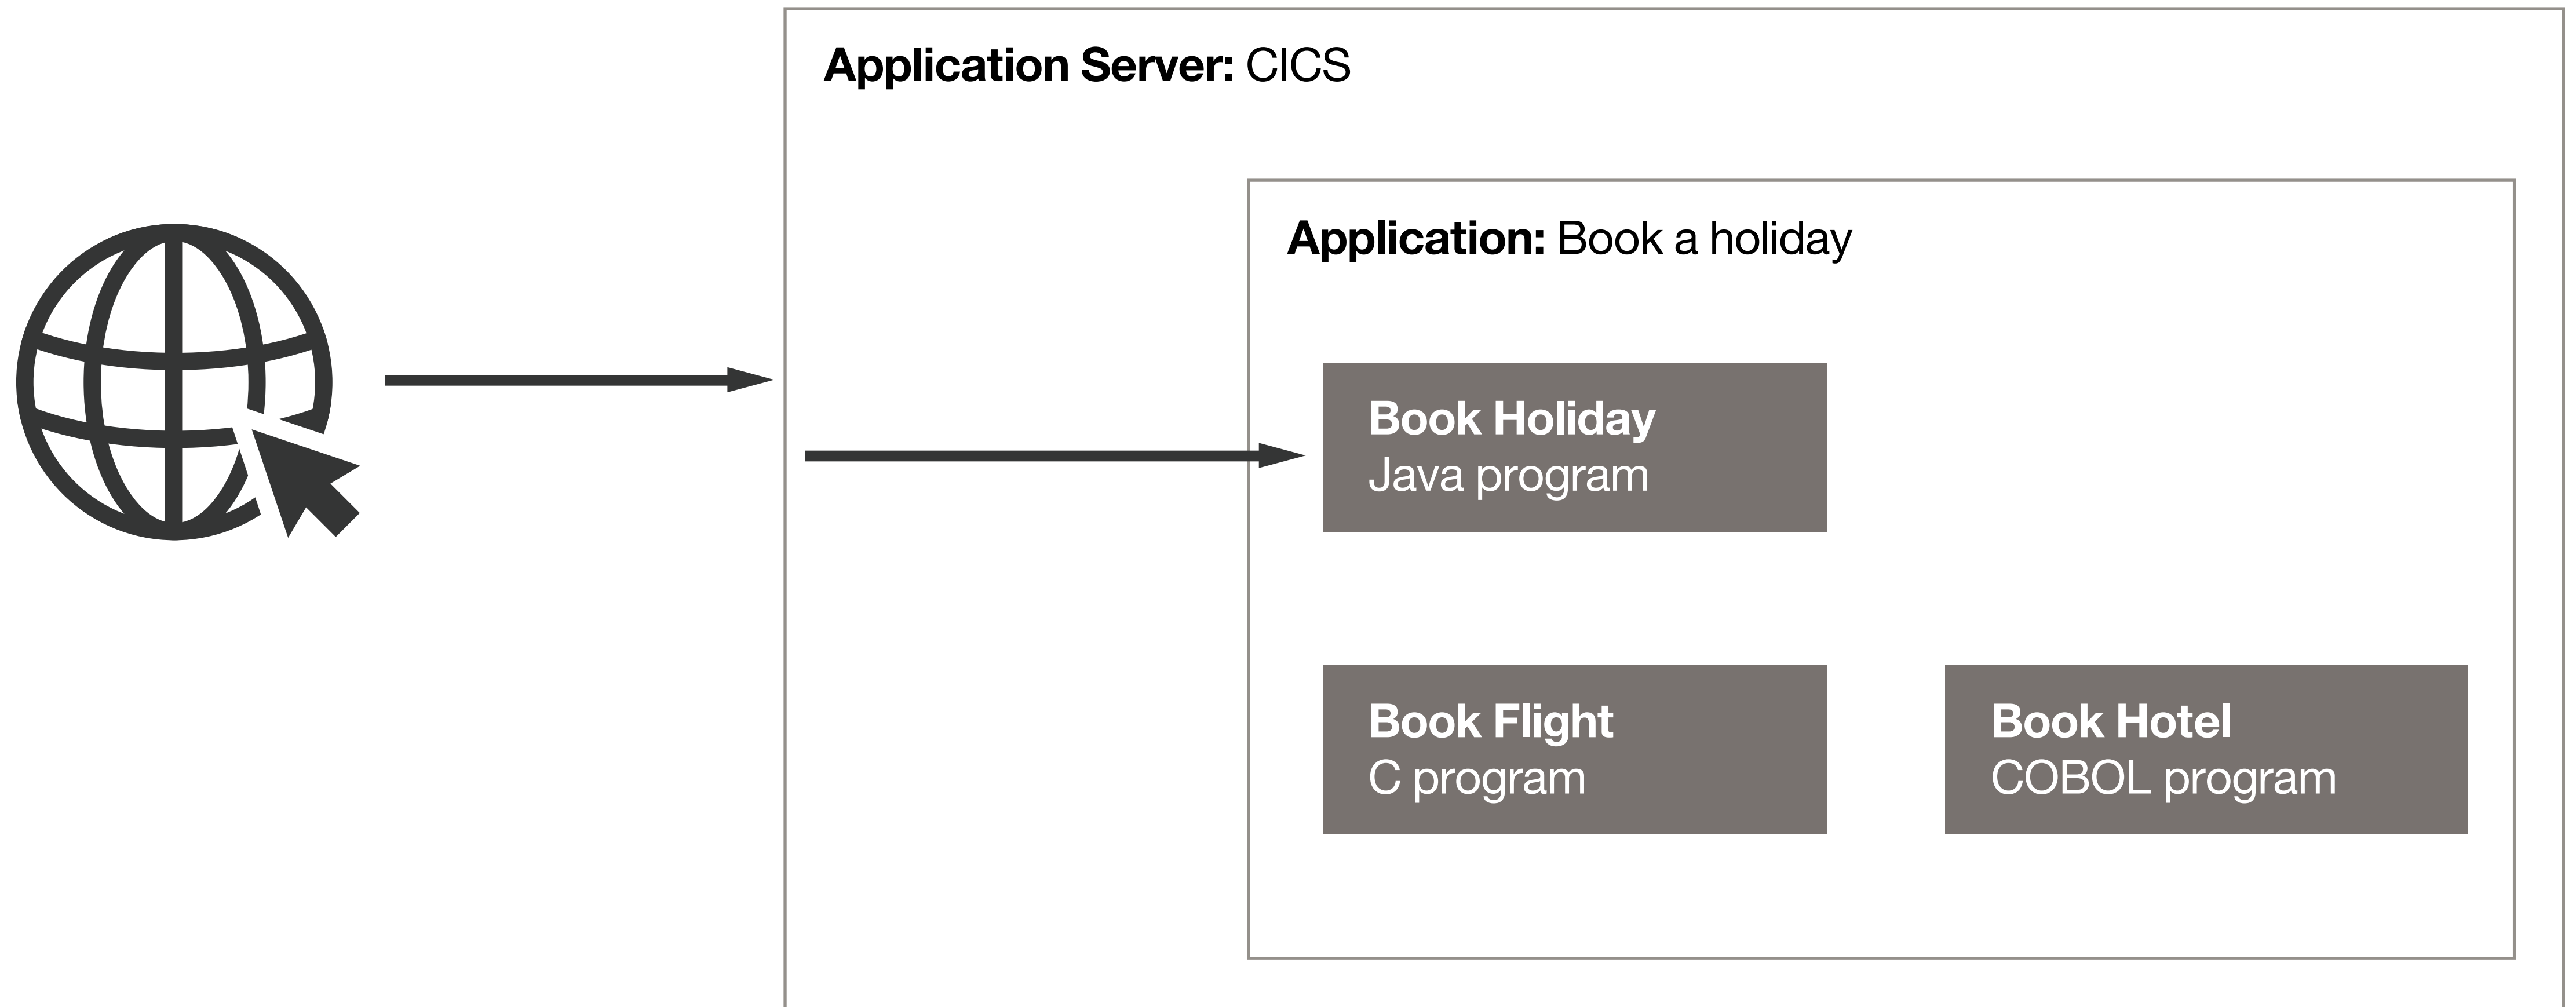 Application Server: CICS
Application: Book a holiday
Book Holiday
Java program
Book Flight
C program
Book Hotel
COBOL program